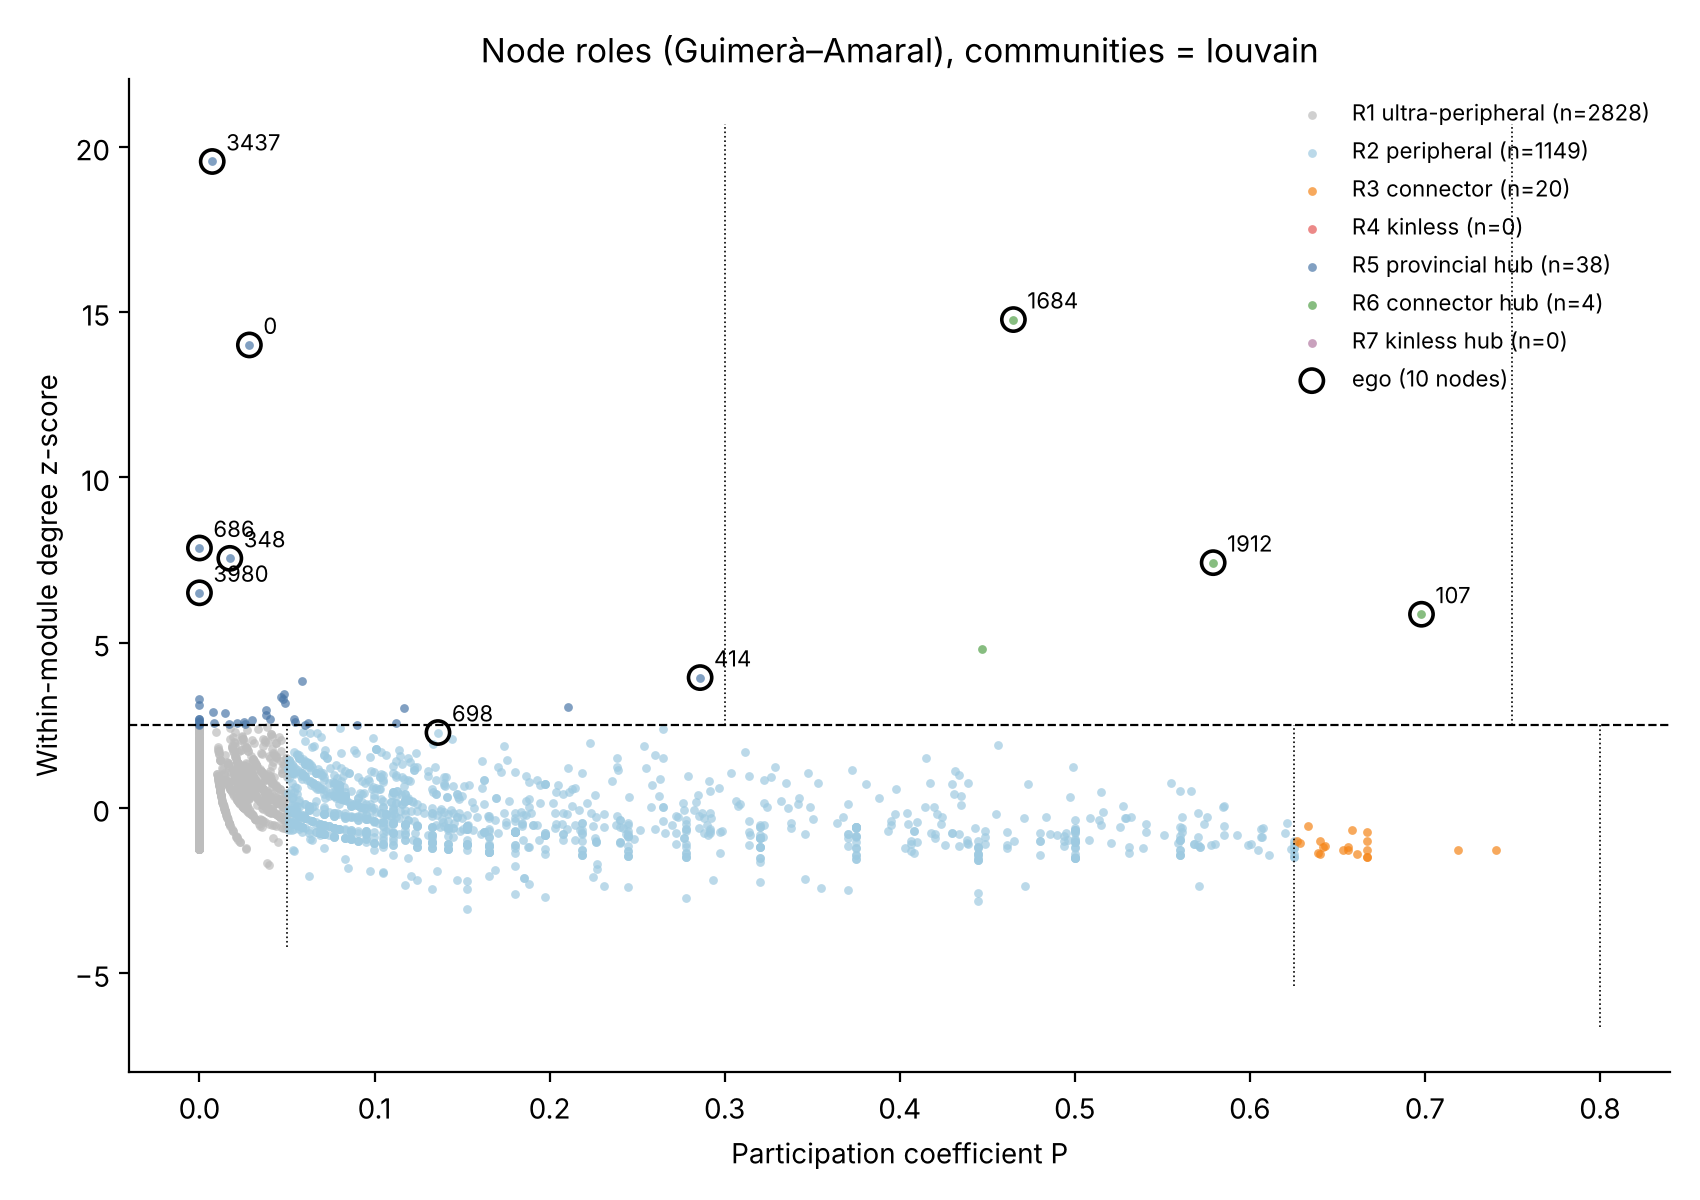 Node roles (Guimerà–Amaral), communities = louvain
Within-module degree z-score
20
15
10
5
0
−5
3437
0
686
348
3980
414
698
1684
1912
107
R1 ultra-peripheral (n=2828)
R2 peripheral (n=1149)
R3 connector (n=20)
R4 kinless (n=0)
R5 provincial hub (n=38)
R6 connector hub (n=4)
R7 kinless hub (n=0)
ego (10 nodes)
0.0 0.1 0.2 0.3 0.4 0.5 0.6 0.7 0.8
Participation coefficient P